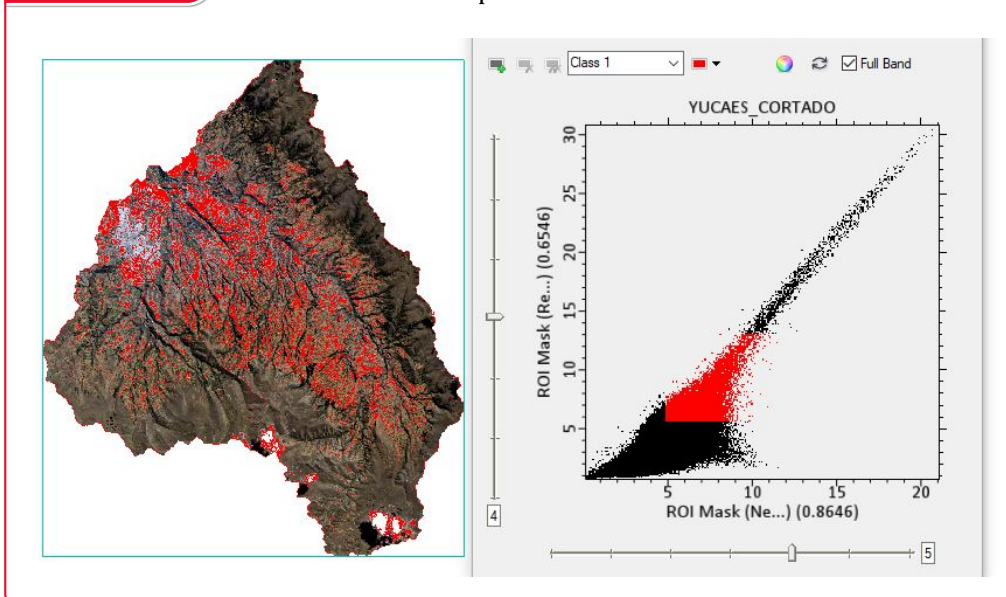 Class 1
Full Band
YUCAES_CORTADO
30
25
20
15
10
5
ROI Mask (Re...) (0.6546)
5 10 15 20
ROI Mask (Ne...) (0.8646)
4
5